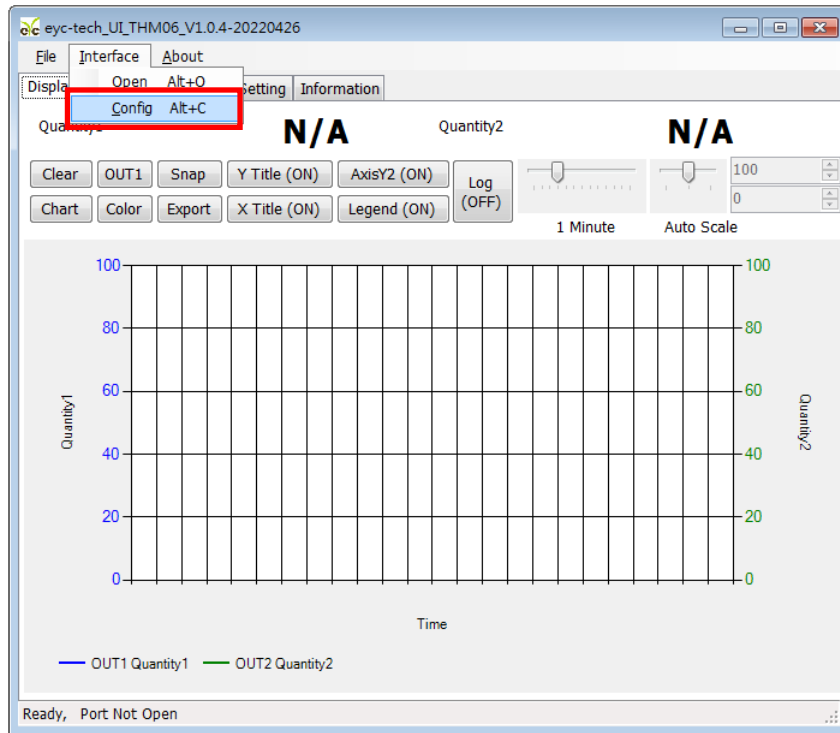 eyc-tech_UI_THM06_V1.0.4-20220426
File Interface About
Open Alt+O
Setting Information
Config Alt+C
N/A Quantity2 N/A
Clear OUT1 Snap Y Title (ON) AxisY2 (ON) Log (OFF) 100
Chart Color Export X Title (ON) Legend (ON) 0
1 Minute Auto Scale
100 100
80 80
60 60
Quantity1 Quantity2
40 40
20 20
0 0
Time
OUT1 Quantity1 OUT2 Quantity2
Ready, Port Not Open